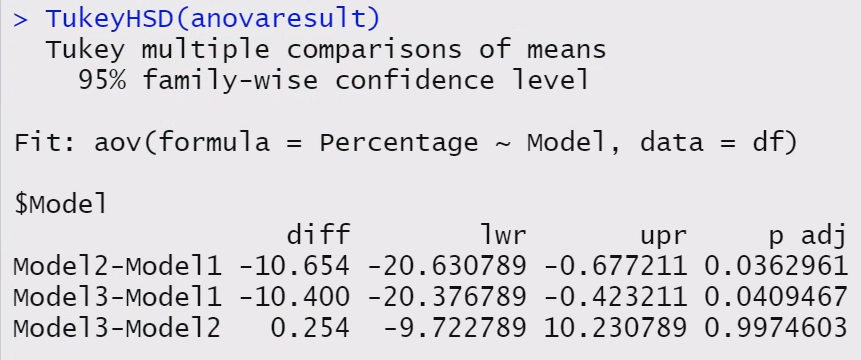 > TukeyHSD(anovaresult)
  Tukey multiple comparisons of means
    95% family-wise confidence level

Fit: aov(formula = Percentage ~ Model, data = df)

$Model
                 diff        lwr       upr     p adj
Model2-Model1 -10.654 -20.630789 -0.677211 0.0362961
Model3-Model1 -10.400 -20.376789 -0.423211 0.0409467
Model3-Model2   0.254  -9.722789 10.230789 0.9974603